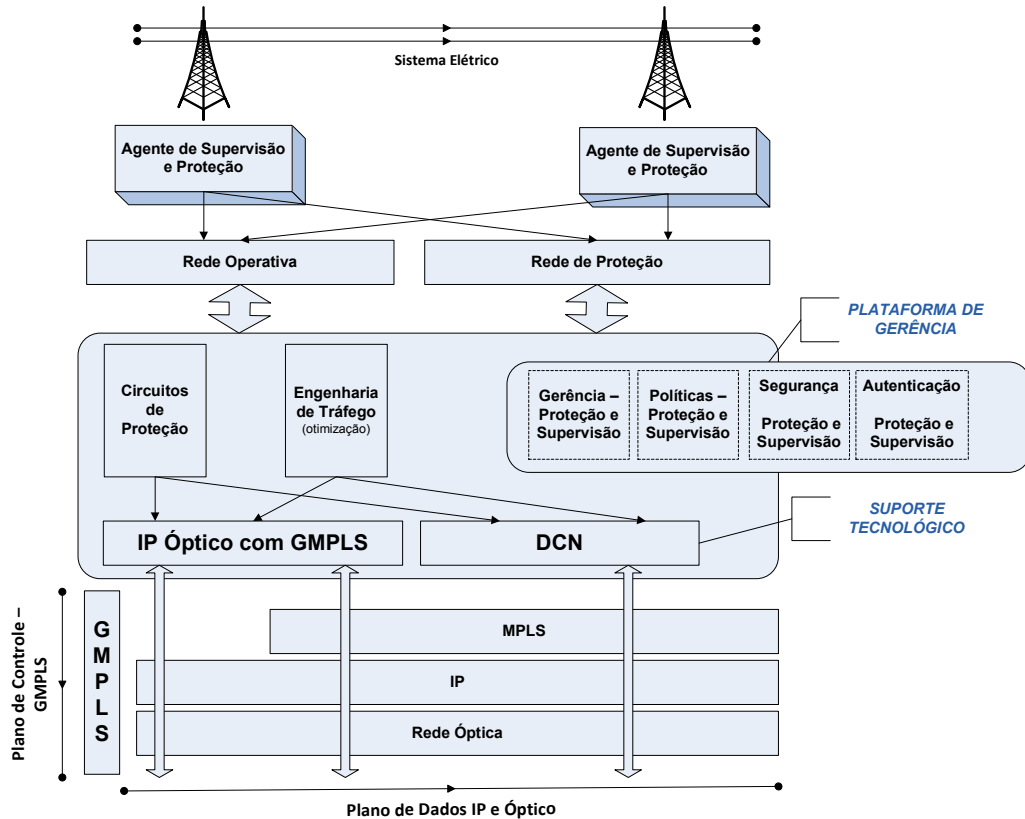 Sistema Elétrico
Agente de Supervisão
e Proteção
Agente de Supervisão
e Proteção
Rede Operativa
Rede de Proteção
PLATAFORMA DE
GERÊNCIA
Circuitos
de
Proteção
Engenharia
de Tráfego
(otimização)
Gerência –
Proteção e
Supervisão
Políticas –
Proteção e
Supervisão
Segurança
Proteção e
Supervisão
Autenticação
Proteção e
Supervisão
SUPORTE
TECNOLÓGICO
IP Óptico com GMPLS
DCN
Plano de Controle –
GMPLS
G
M
P
L
S
MPLS
IP
Rede Óptica
Plano de Dados IP e Óptico